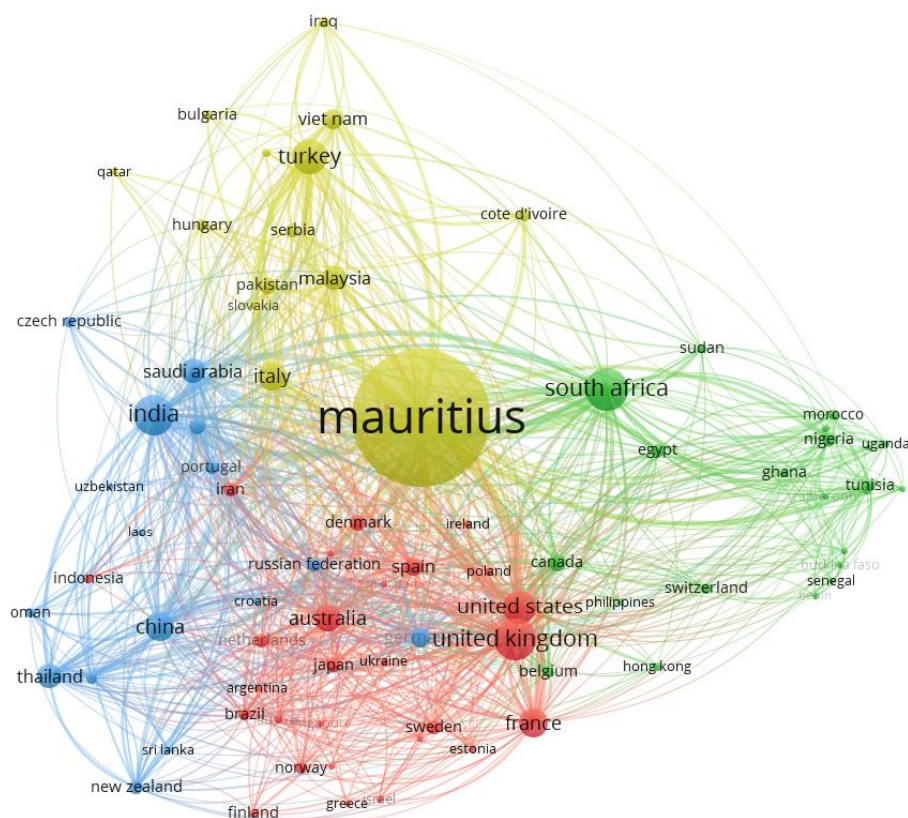 iraq
bulgaria
viet nam
turkey
qatar
cote d'ivoire
hungary
serbia
malaysia
pakistan
slovakia
czech republic
sudan
saudi arabia
italy
south africa
india
mauritius
morocco
nigeria
uganda
egypt
portugal
ghana
uzbekistan
iran
tunisia
denmark
ireland
laos
russian federation
spain
poland
canada
burkina faso
indonesia
senegal
switzerland
berlin
croatia
philippines
oman
united states
australia
china
netherlands
united kingdom
japan
ukraine
hong kong
belgium
thailand
argentina
brazil
france
sweden
sri lanka
estonia
norway
new zealand
israel
greece
finland